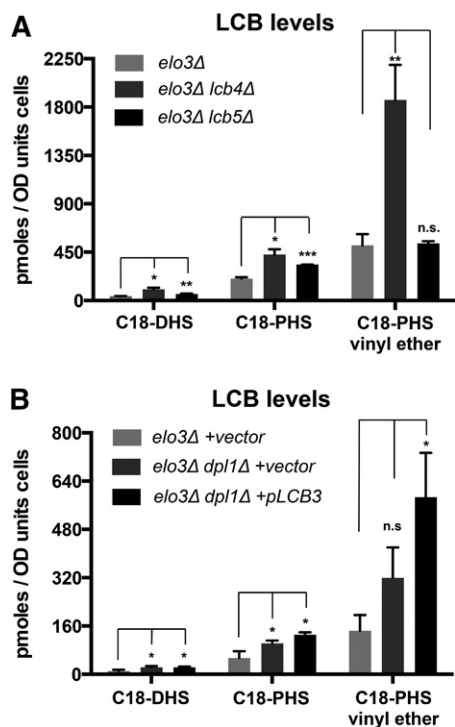 A
LCB levels
elo3Δ
elo3Δ lcb4Δ
elo3Δ lcb5Δ
pmoles / OD units cells
2250
1800
1350
900
450
0
*
**
*
***
**
n.s.
C18-DHS
C18-PHS
C18-PHS
vinyl ether
B
LCB levels
elo3Δ +vector
elo3Δ dpl1Δ +vector
elo3Δ dpl1Δ +pLCB3
pmoles / OD units cells
800
640
480
320
160
0
*
*
*
*
n.s
*
C18-DHS
C18-PHS
C18-PHS
vinyl ether